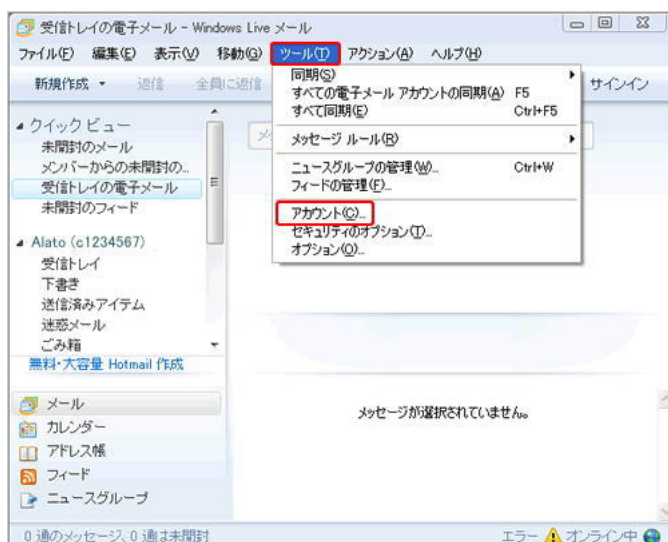 受信トレイの電子メール - Windows Live メール
ファイル(F) 編集(E) 表示(V) 移動(G) ツール(T) アクション(A) ヘルプ(H)
新規作成 返信 全員に返信 サインイン
同期(S)
すべての電子メール アカウントの同期(A) F5
すべて同期(E) Ctrl+F5
メッセージ ルール(R)
ニュースグループの管理(W)... Ctrl+W
フィードの管理(F)...
アカウント(C)...
セキュリティのオプション(T)...
オプション(O)...
クイック ビュー
未開封のメール
メンバーからの未開封の...
受信トレイの電子メール
未開封のフィード
Alato (c1234567)
受信トレイ
下書き
送信済みアイテム
迷惑メール
ごみ箱
無料・大容量 Hotmail 作成
メール
カレンダー
アドレス帳
フィード
ニュースグループ
メッセージが選択されていません。
0 通のメッセージ、0 通は未開封 エラー オンライン中